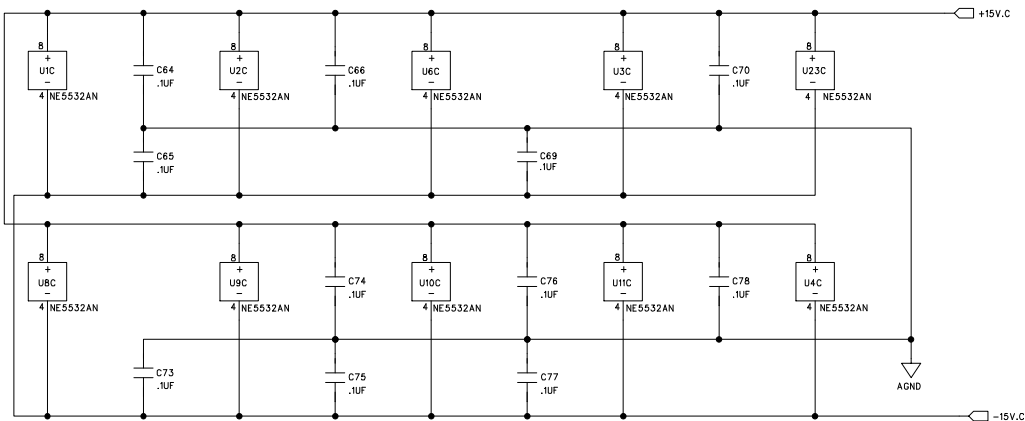 +15V.C
8 + U1C - 4 NE5532AN
C64 .1UF
8 + U2C - 4 NE5532AN
C66 .1UF
8 + U6C - 4 NE5532AN
8 + U3C - 4 NE5532AN
C70 .1UF
8 + U23C - 4 NE5532AN
C65 .1UF
C69 .1UF
8 + U8C - 4 NE5532AN
8 + U9C - 4 NE5532AN
C74 .1UF
8 + U10C - 4 NE5532AN
C76 .1UF
8 + U11C - 4 NE5532AN
C78 .1UF
8 + U4C - 4 NE5532AN
C73 .1UF
C75 .1UF
C77 .1UF
AGND
-15V.C